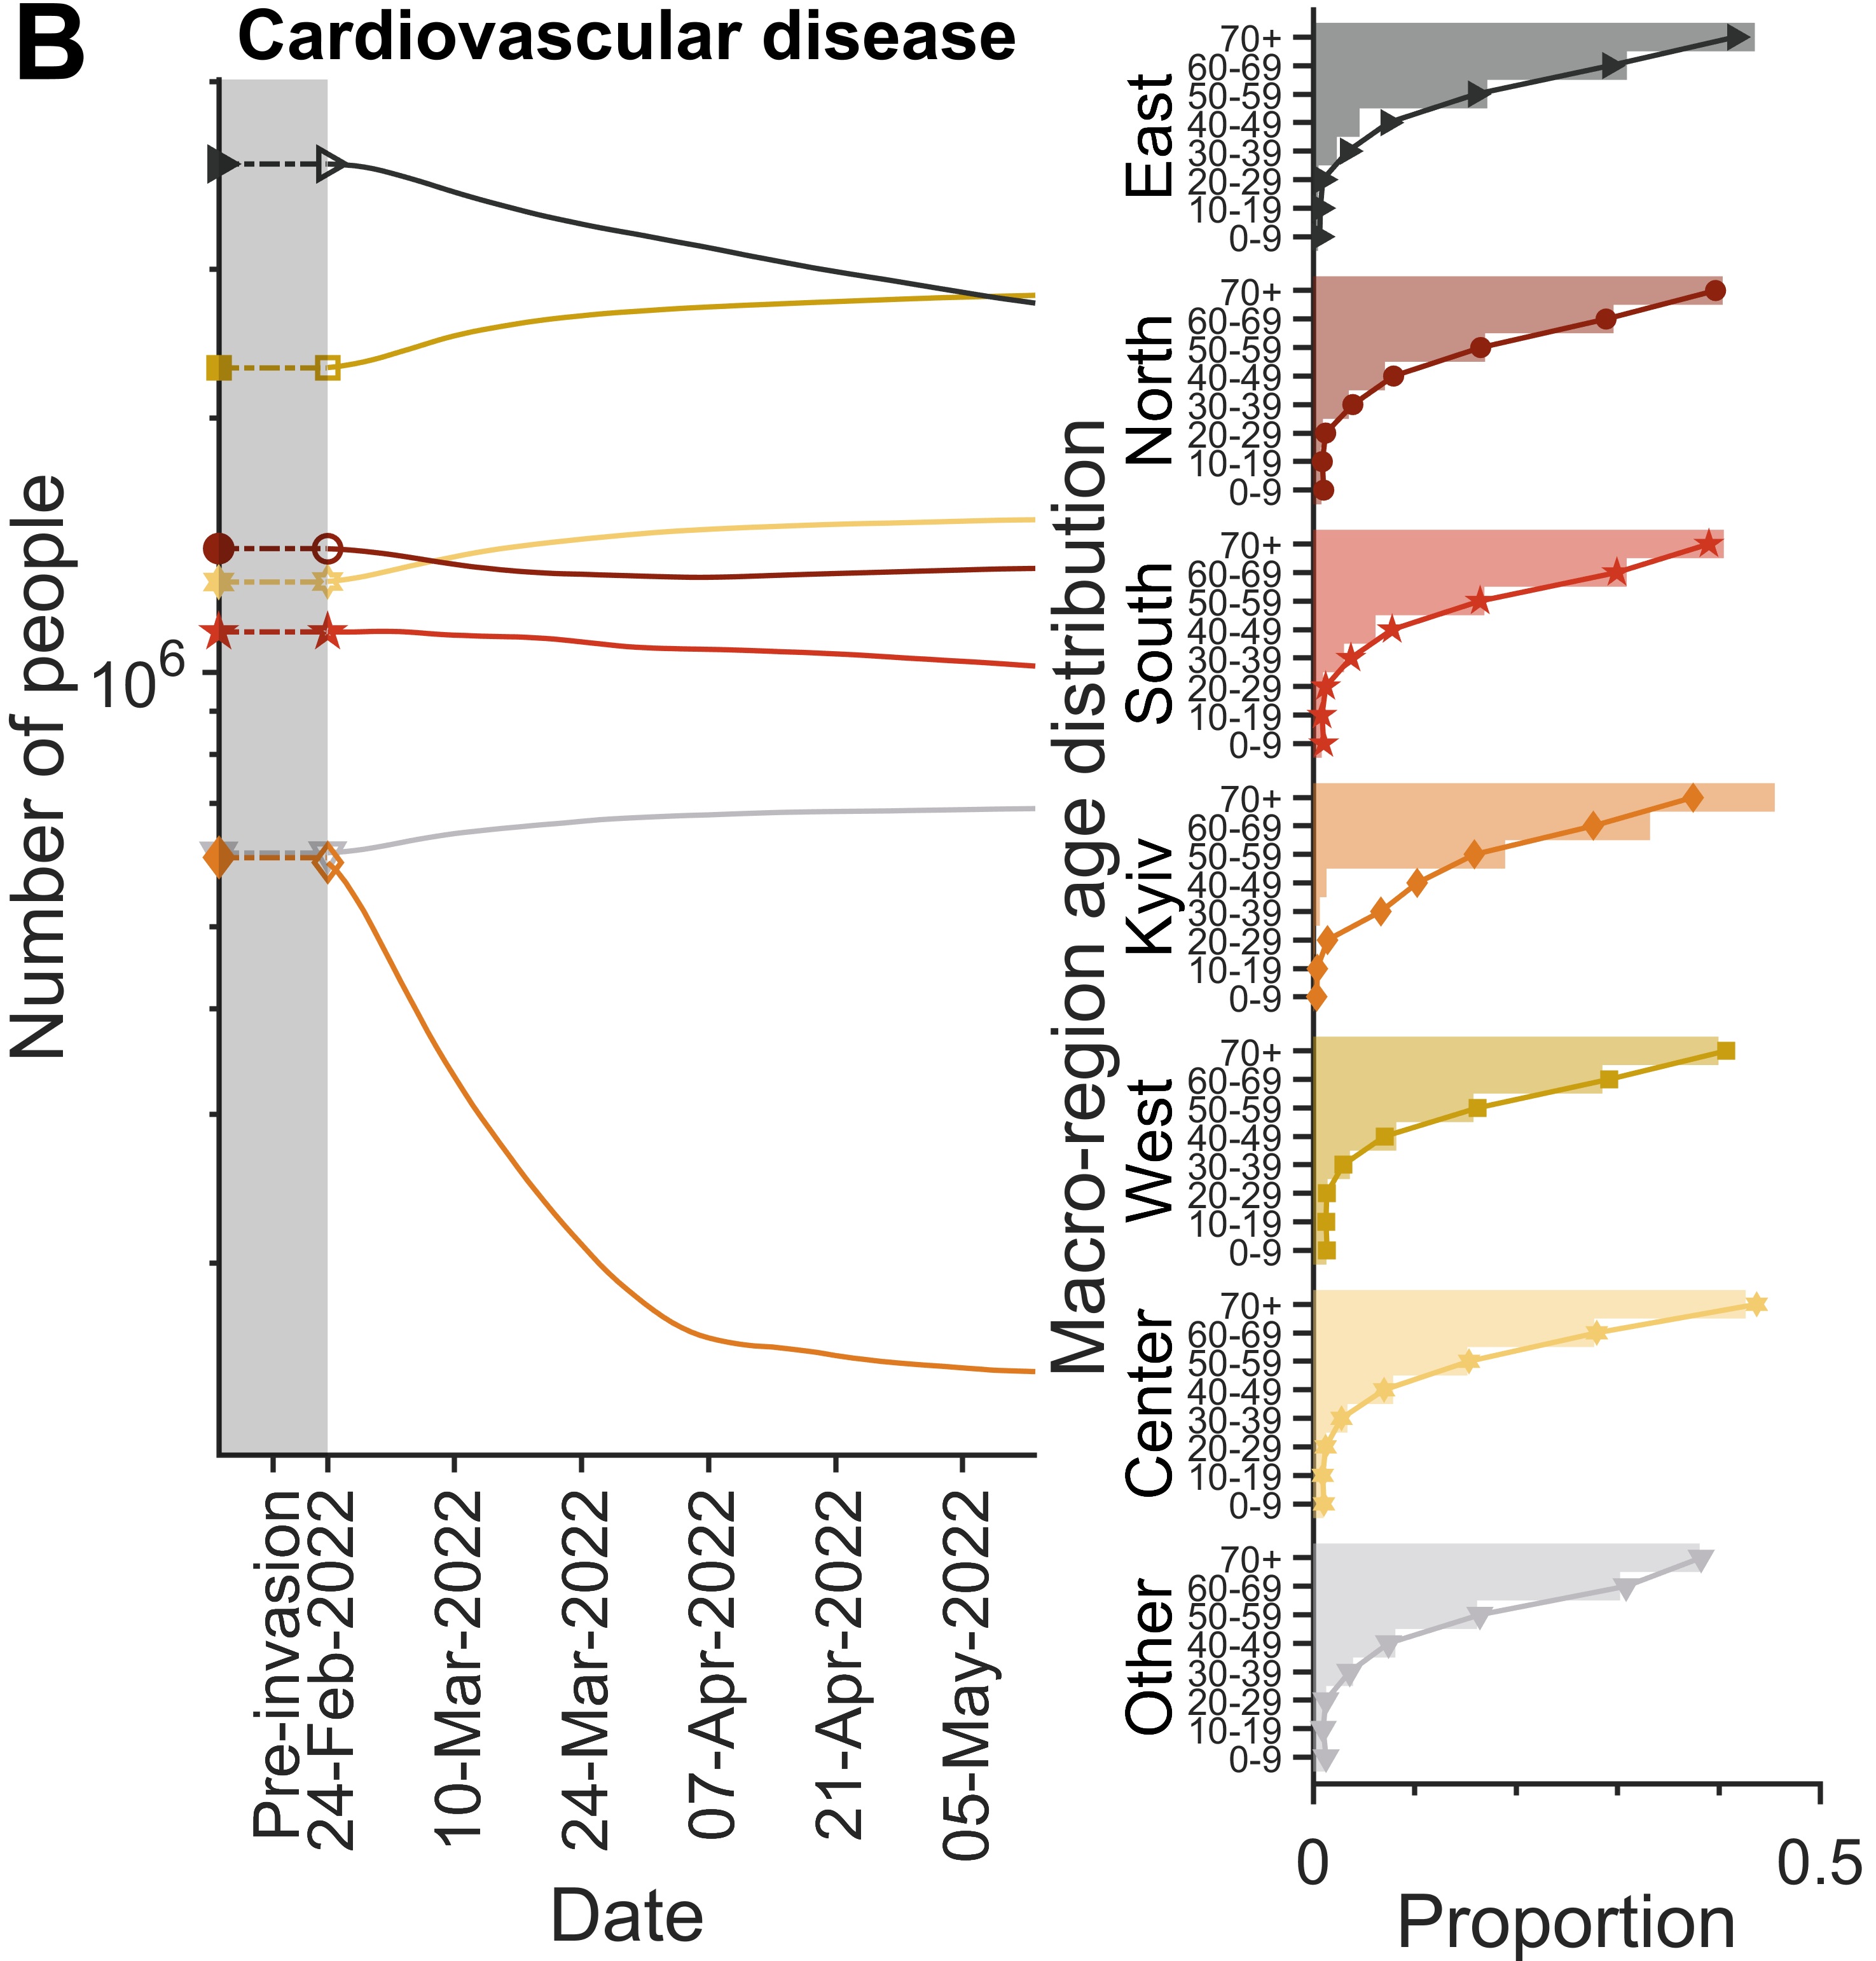 B
Cardiovascular disease
Number of people
10^6
Pre-invasion
24-Feb-2022
10-Mar-2022
24-Mar-2022
07-Apr-2022
21-Apr-2022
05-May-2022
Date
Macro-region age distribution
East
70+
60-69
50-59
40-49
30-39
20-29
10-19
0-9
North
70+
60-69
50-59
40-49
30-39
20-29
10-19
0-9
South
70+
60-69
50-59
40-49
30-39
20-29
10-19
0-9
Kyiv
70+
60-69
50-59
40-49
30-39
20-29
10-19
0-9
West
70+
60-69
50-59
40-49
30-39
20-29
10-19
0-9
Center
70+
60-69
50-59
40-49
30-39
20-29
10-19
0-9
Other
70+
60-69
50-59
40-49
30-39
20-29
10-19
0-9
0
0.5
Proportion